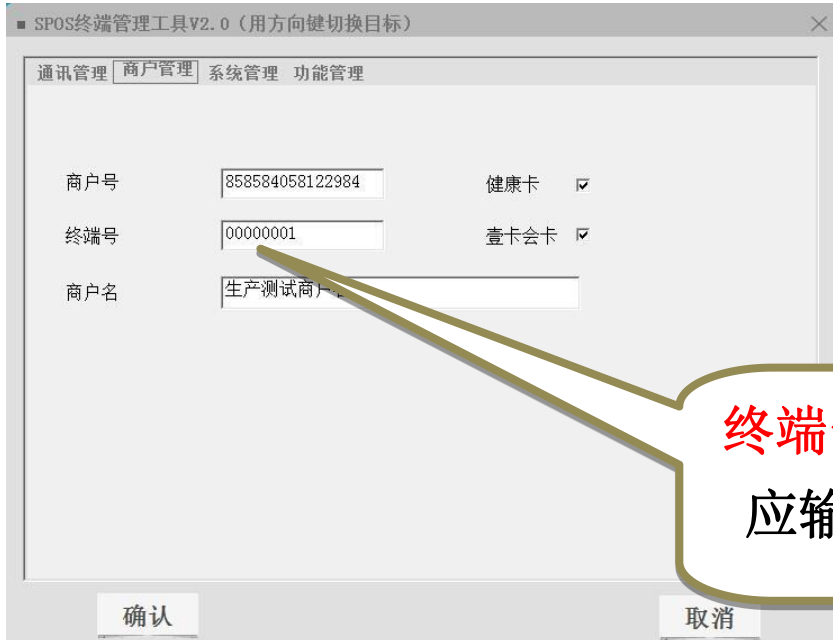 SPOS终端管理工具V2.0（用方向键切换目标）
通讯管理 商户管理 系统管理 功能管理
商户号 858584058122984 健康卡
终端号 00000001 壹卡会卡
商户名 生产测试商户
终端
应输
确认 取消